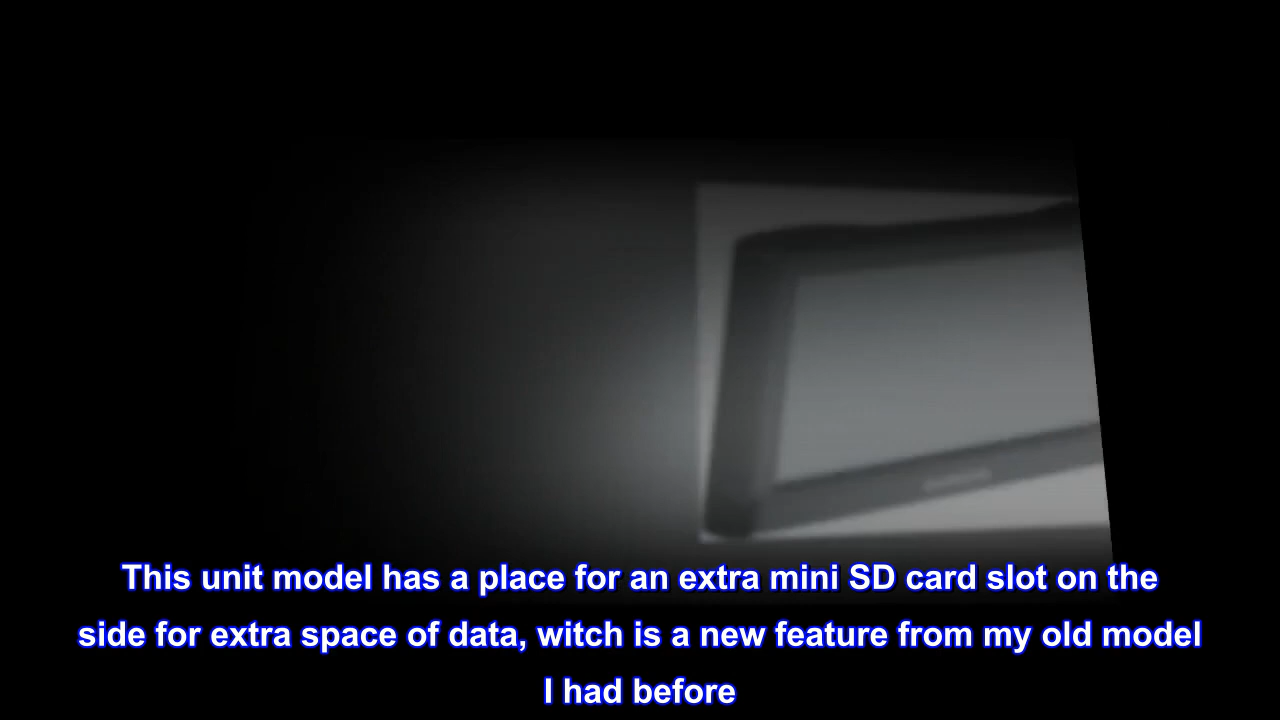 This unit model has a place for an extra mini SD card slot on the
side for extra space of data, witch is a new feature from my old model
I had before